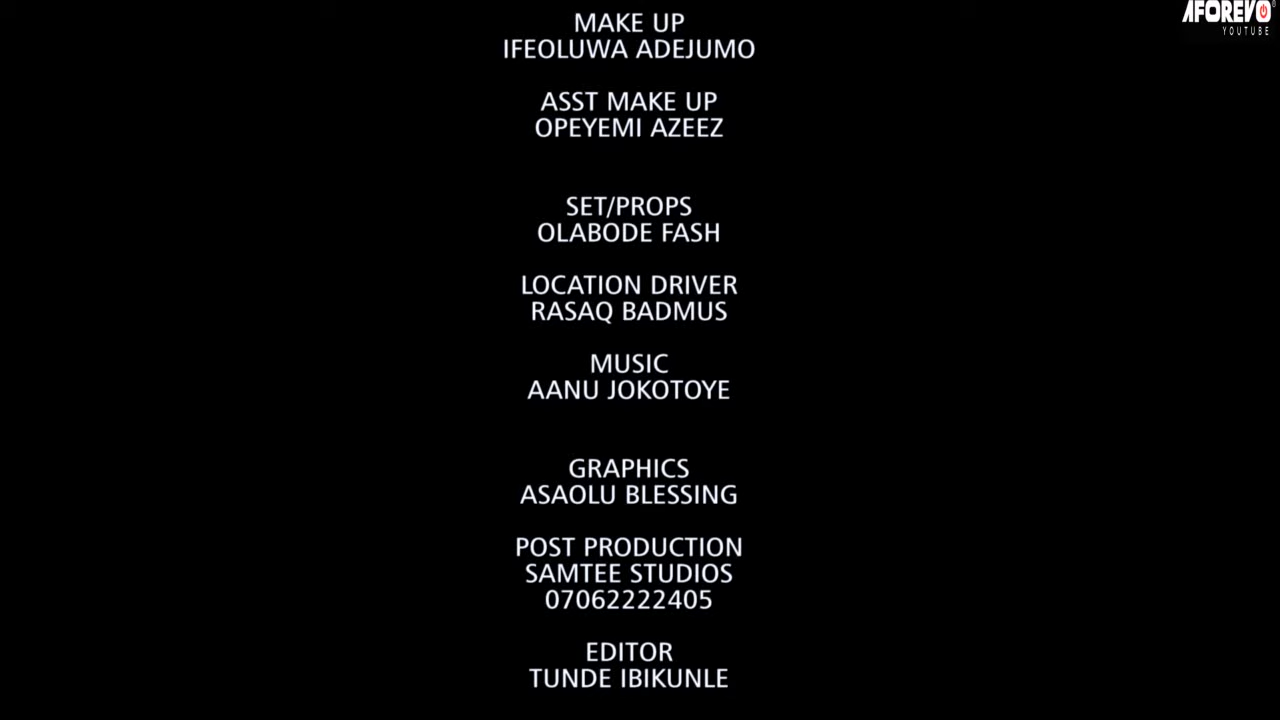 AFOREVO
YOUTUBE
MAKE UP
IFEOLUWA ADEJUMO
ASST MAKE UP
OPEYEMI AZEEZ
SET/PROPS
OLABODE FASH
LOCATION DRIVER
RASAQ BADMUS
MUSIC
AANU JOKOTOYE
GRAPHICS
ASAOLU BLESSING
POST PRODUCTION
SAMTEE STUDIOS
07062222405
EDITOR
TUNDE IBIKUNLE